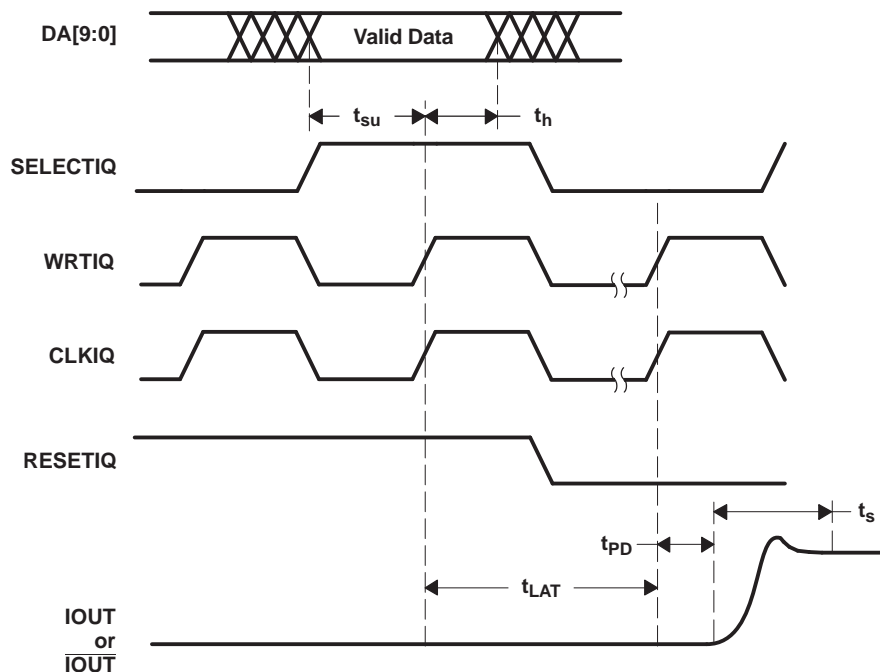 DA[9:0]
Valid Data
tsu
th
SELECTIQ
WRTIQ
CLKIQ
RESETIQ
ts
tPD
tLAT
IOUT
or
IOUT